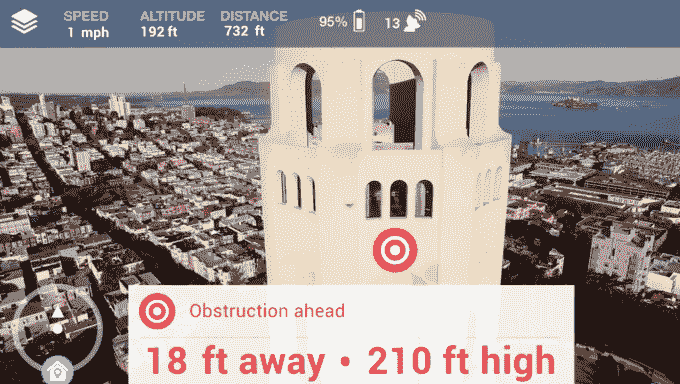 SPEED ALTITUDE DISTANCE
1 mph 192 ft 732 ft 95% 13
Obstruction ahead
18 ft away • 210 ft high